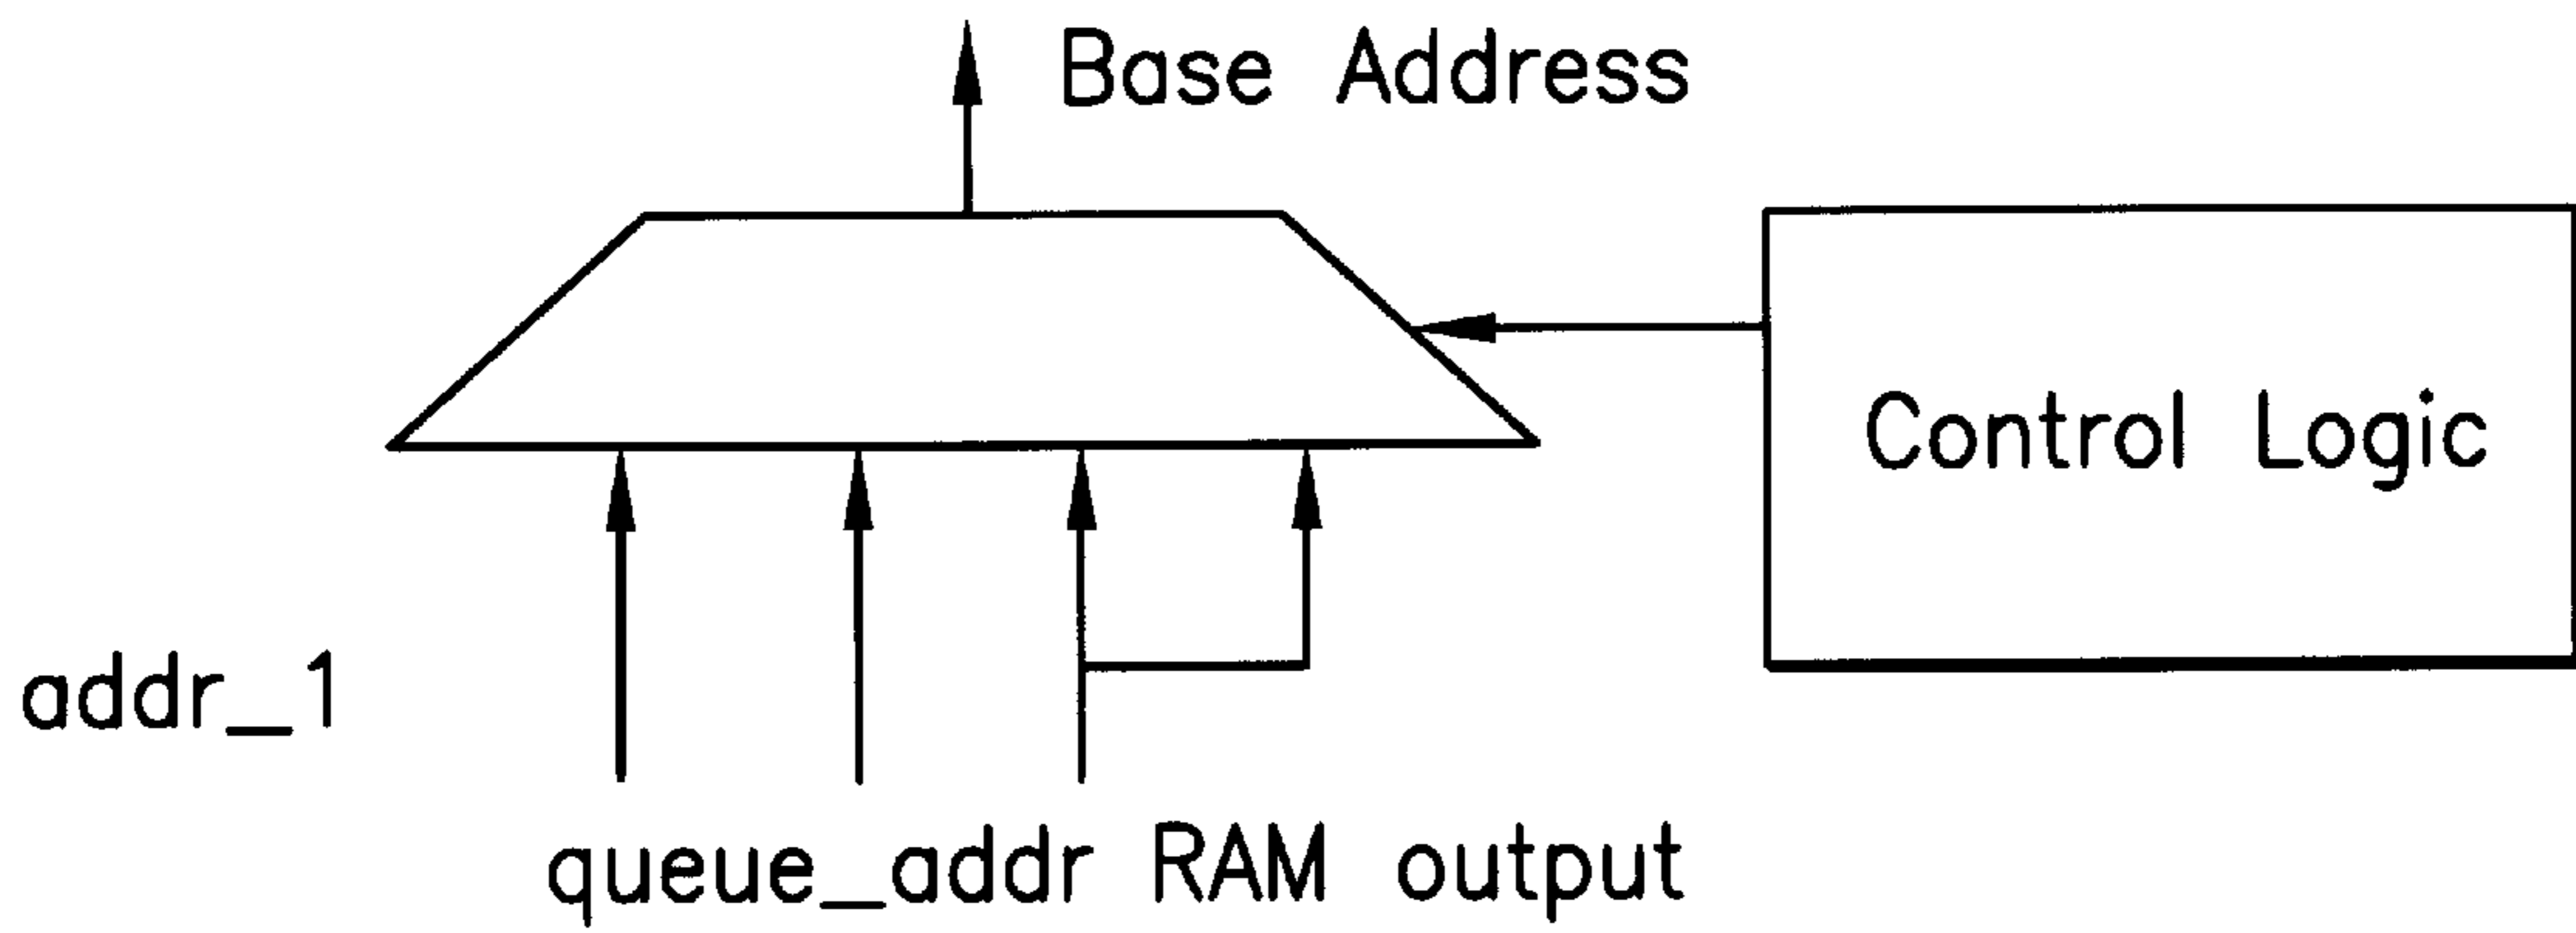 Base Address
Control Logic
addr_1
queue_addr RAM output